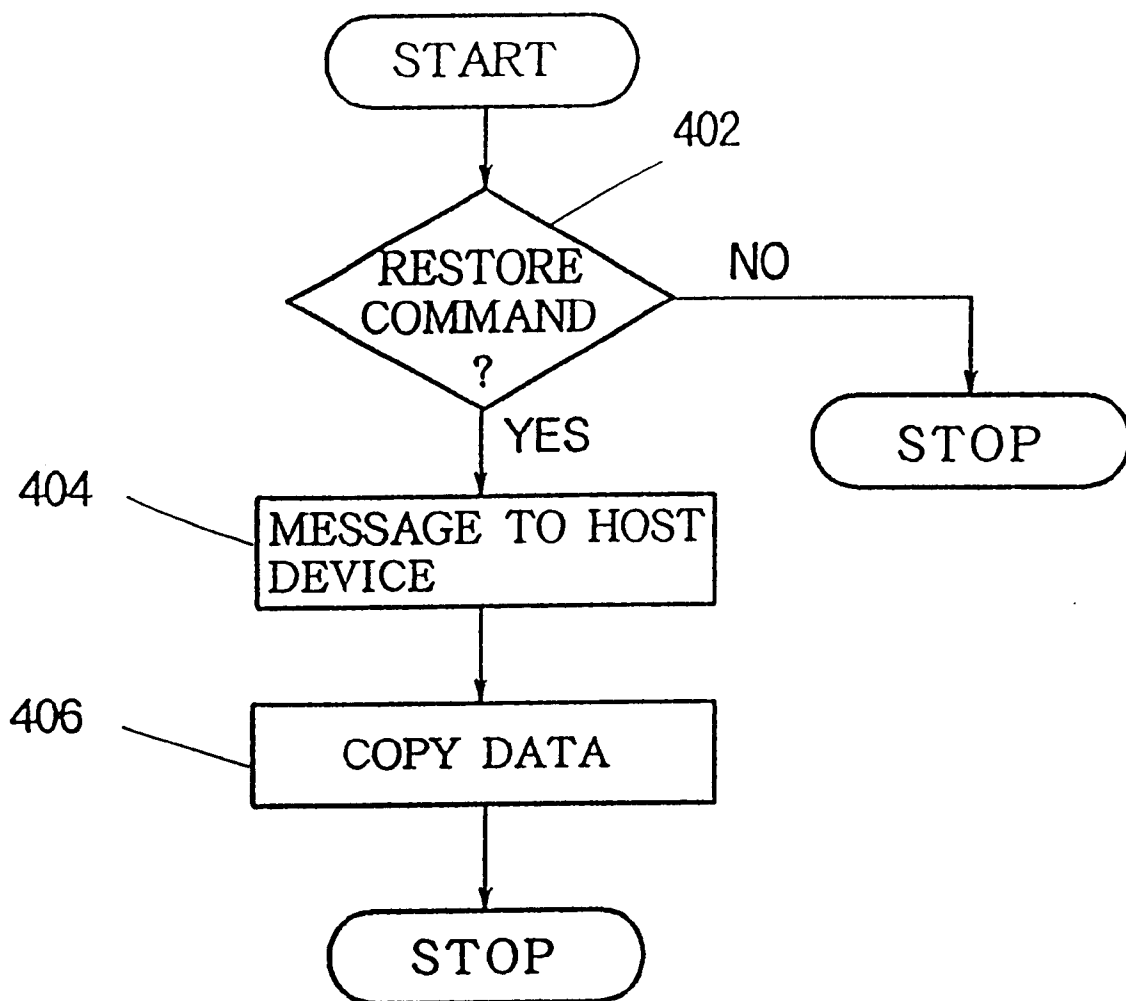 START
402
RESTORE
COMMAND
?
NO
STOP
YES
404
MESSAGE TO HOST
DEVICE
406
COPY DATA
STOP